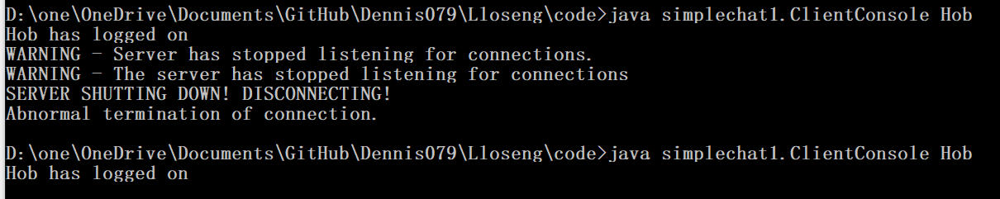 D:\one\OneDrive\Documents\GitHub\Dennis079\Lloseng\code>java simplechat1.ClientConsole Hob
Hob has logged on
WARNING - Server has stopped listening for connections.
WARNING - The server has stopped listening for connections
SERVER SHUTTING DOWN! DISCONNECTING!
Abnormal termination of connection.
D:\one\OneDrive\Documents\GitHub\Dennis079\Lloseng\code>java simplechat1.ClientConsole Hob
Hob has logged on